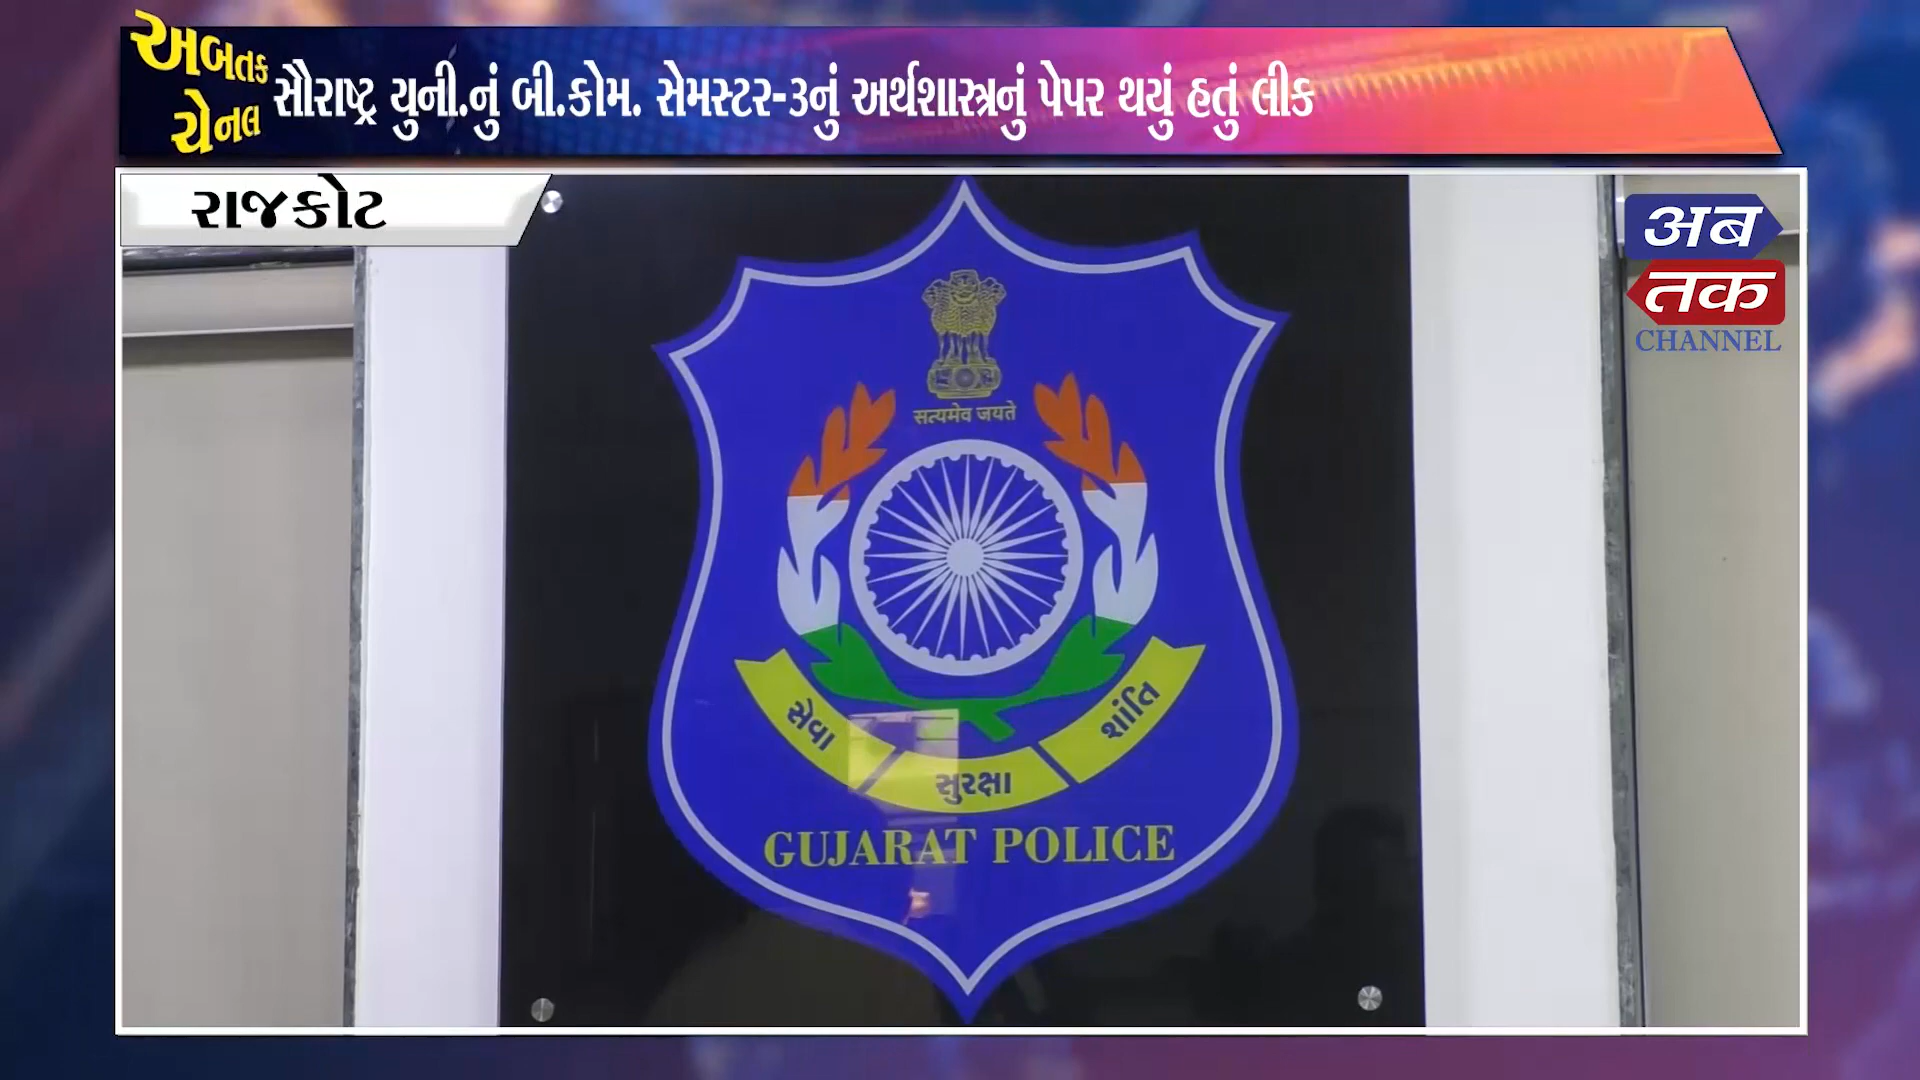 અબતક
ચેનલ
સૌરાષ્ટ્ર યુની.નું બી.કોમ. સેમસ્ટર-૩નું અર્થશાસ્ત્રનું પેપર થયું હતું લીક
રાજકોટ
अब
तक
CHANNEL
सत्यमेव जयते
સેવા
સુરક્ષા
શાંતિ
GUJARAT POLICE